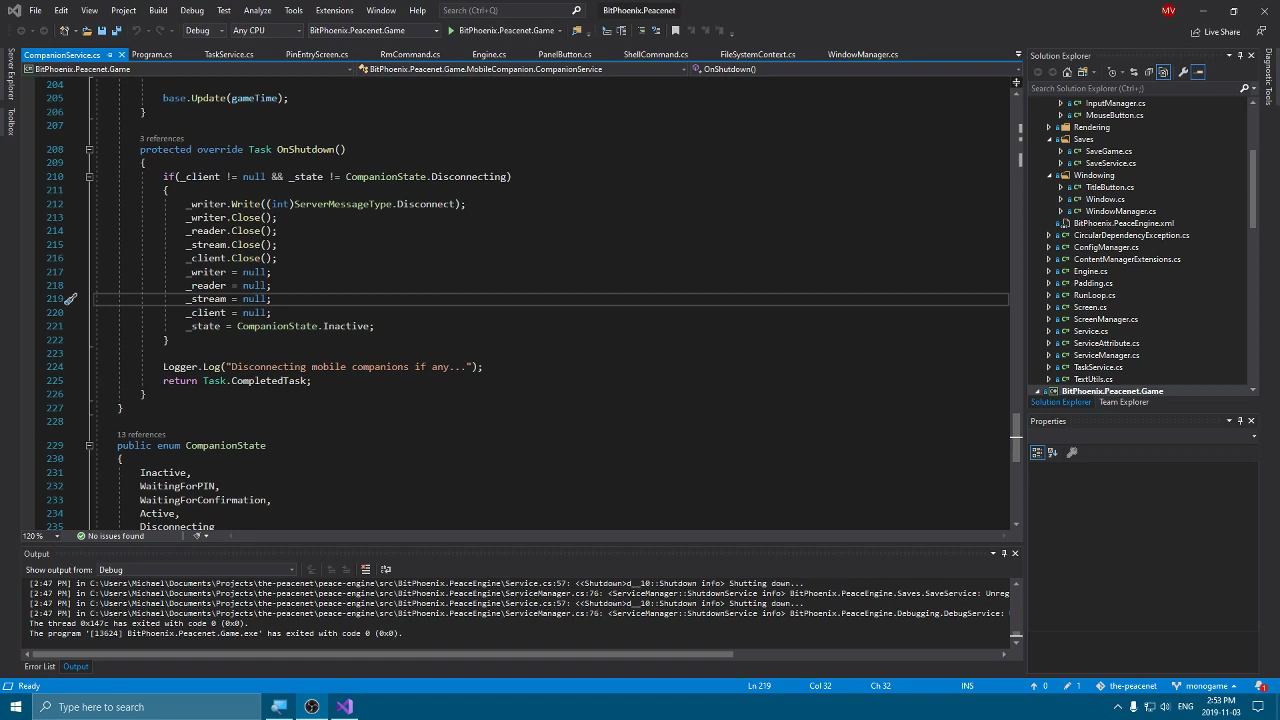 File Edit View Project Build Debug Test Analyze Tools Extensions Window Help Search (Ctrl+Q) BitPhoenix.Peacenet MV
Debug Any CPU BitPhoenix.Peacenet.Game BitPhoenix.Peacenet.Game Live Share
Server Explorer
Toolbox
CompanionService.cs Program.cs TaskService.cs PinEntryScreen.cs RmCommand.cs Engine.cs PanelButton.cs ShellCommand.cs FileSystemContext.cs WindowManager.cs
BitPhoenix.Peacenet.Game BitPhoenix.Peacenet.Game.MobileCompanion.CompanionService OnShutdown()
204
205 base.Update(gameTime);
206 }
207
3 references
208 protected override Task OnShutdown()
209 {
210 if(_client != null && _state != CompanionState.Disconnecting)
211 {
212 _writer.Write((int)ServerMessageType.Disconnect);
213 _writer.Close();
214 _reader.Close();
215 _stream.Close();
216 _client.Close();
217 _writer = null;
218 _reader = null;
219 _stream = null;
220 _client = null;
221 _state = CompanionState.Inactive;
222 }
223
224 Logger.Log("Disconnecting mobile companions if any...");
225 return Task.CompletedTask;
226 }
227 }
228
13 references
229 public enum CompanionState
230 {
231 Inactive,
232 WaitingForPIN,
233 WaitingForConfirmation,
234 Active,
235 Disconnecting
120 % No issues found
Output
Show output from: Debug
[2:47 PM] in C:\Users\Michael\Documents\Projects\the-peacenet\peace-engine\src\BitPhoenix.PeaceEngine\Service.cs:57: <<Shutdown>d__10::Shutdown info> Shutting down...
[2:47 PM] in C:\Users\Michael\Documents\Projects\the-peacenet\peace-engine\src\BitPhoenix.PeaceEngine\ServiceManager.cs:76: <ServiceManager::ShutdownService info> BitPhoenix.PeaceEngine.Saves.SaveService: Unreg
[2:47 PM] in C:\Users\Michael\Documents\Projects\the-peacenet\peace-engine\src\BitPhoenix.PeaceEngine\Service.cs:57: <<Shutdown>d__10::Shutdown info> Shutting down...
[2:47 PM] in C:\Users\Michael\Documents\Projects\the-peacenet\peace-engine\src\BitPhoenix.PeaceEngine\ServiceManager.cs:76: <ServiceManager::ShutdownService info> BitPhoenix.PeaceEngine.Debugging.DebugService:
The thread 0x147c has exited with code 0 (0x0).
The program '[13624] BitPhoenix.Peacenet.Game.exe' has exited with code 0 (0x0).
Error List Output
Solution Explorer
Search Solution Explorer (Ctrl+;)
InputManager.cs
MouseButton.cs
Rendering
Saves
SaveGame.cs
SaveService.cs
Windowing
TitleButton.cs
Window.cs
WindowManager.cs
BitPhoenix.PeaceEngine.xml
CircularDependencyException.cs
ConfigManager.cs
ContentManagerExtensions.cs
Engine.cs
Padding.cs
RunLoop.cs
Screen.cs
ScreenManager.cs
Service.cs
ServiceAttribute.cs
ServiceManager.cs
TaskService.cs
TextUtils.cs
BitPhoenix.Peacenet.Game
Solution Explorer Team Explorer
Properties
Diagnostic Tools
Ready Ln 219 Col 32 Ch 32 INS 0 1 the-peacenet monogame 1
Type here to search ENG 2:53 PM
2019-11-03